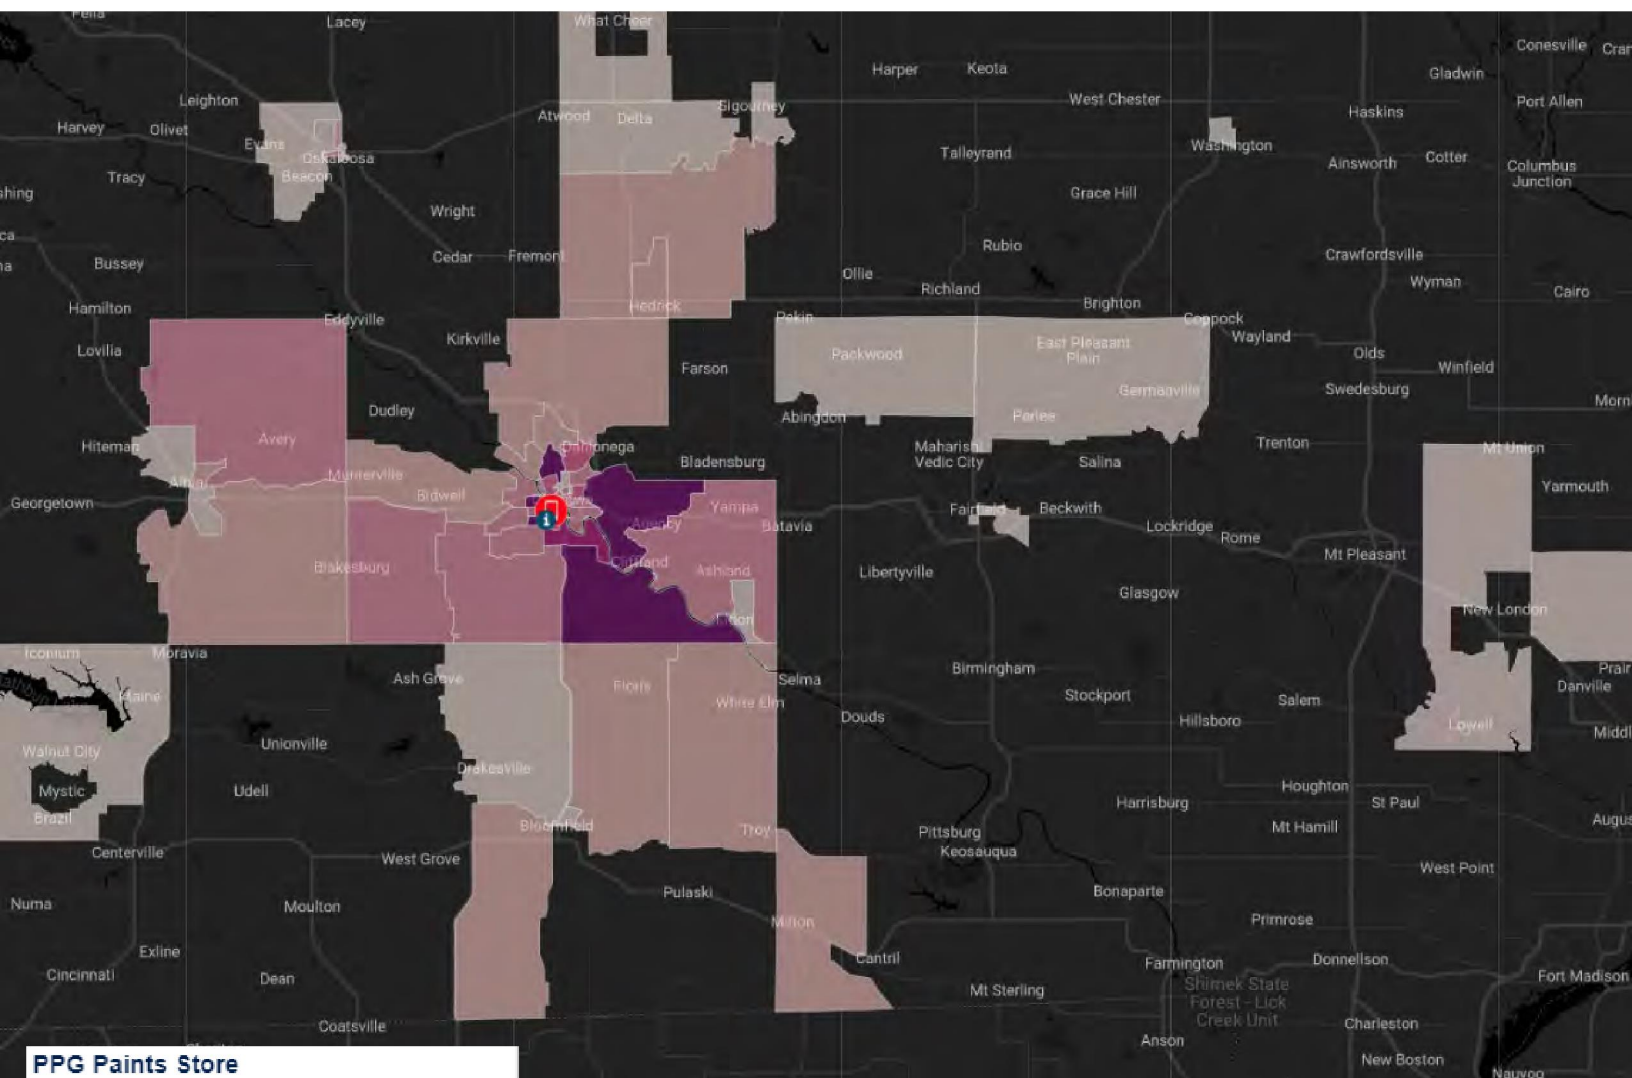 Lacey
What Cheer
Conesville
Harper
Keota
Gladwin
Leighton
Sigourney
West Chester
Port Allen
Haskins
Atwood
Delta
Harvey
Olivet
Evans
Washington
Oskaloosa
Talleyrand
Cotter
Ainsworth
Columbus
Junction
Beacon
Tracy
Grace Hill
Wright
Rubio
Cedar
Fremont
Crawfordsville
Bussey
Ollie
Richland
Wyman
Cairo
Hamilton
Hedrick
Brighton
Eddyville
Pekin
Coppock
Kirkville
Wayland
Lovilia
Packwood
East Pleasant
Plain
Olds
Farson
Winfield
Germanville
Swedesburg
Dudley
Abingdon
Perlee
Hiteman
Avery
Dahlonega
Maharishi
Vedic City
Trenton
Mt Union
Bladensburg
Salina
Munterville
Yarmouth
Bidwell
Georgetown
Yampa
Fairfield
Beckwith
Agency
Batavia
Lockridge
Rome
Mt Pleasant
Blakesburg
Cliffland
Ashland
Libertyville
Glasgow
New London
Iconium
Moravia
Birmingham
Ash Grove
Selma
Floris
Danville
Stockport
Salem
White Elm
Douds
Hillsboro
Lowell
Unionville
Walnut City
Drakesville
Mystic
Udell
Houghton
Harrisburg
St Paul
Brazil
Bloomfield
Troy
Mt Hamill
Pittsburg
Keosauqua
Centerville
West Grove
West Point
Pulaski
Bonaparte
Numa
Moulton
Milton
Primrose
Exline
Cantril
Farmington
Donnellson
Cincinnati
Dean
Fort Madison
Shimek State
Forest - Lick
Creek Unit
Mt Sterling
Coatsville
Charleston
Anson
New Boston
PPG Paints Store
Nauvoo